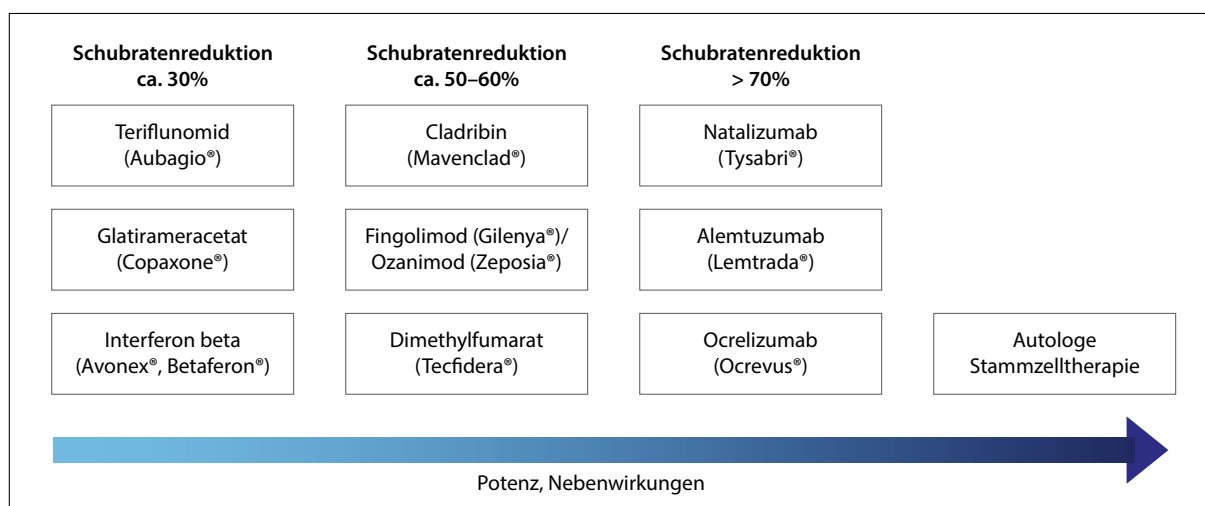 Schubratenreduktion
ca. 30%
Schubratenreduktion
ca. 50–60%
Schubratenreduktion
> 70%
Teriflunomid
(Aubagio®)
Cladribin
(Mavenclad®)
Natalizumab
(Tysabri®)
Glatirameracetat
(Copaxone®)
Fingolimod (Gilenya®)/
Ozanimod (Zeposia®)
Alemtuzumab
(Lemtrada®)
Interferon beta
(Avonex®, Betaferon®)
Dimethylfumarat
(Tecfidera®)
Ocrelizumab
(Ocrevus®)
Autologe
Stammzelltherapie
Potenz, Nebenwirkungen